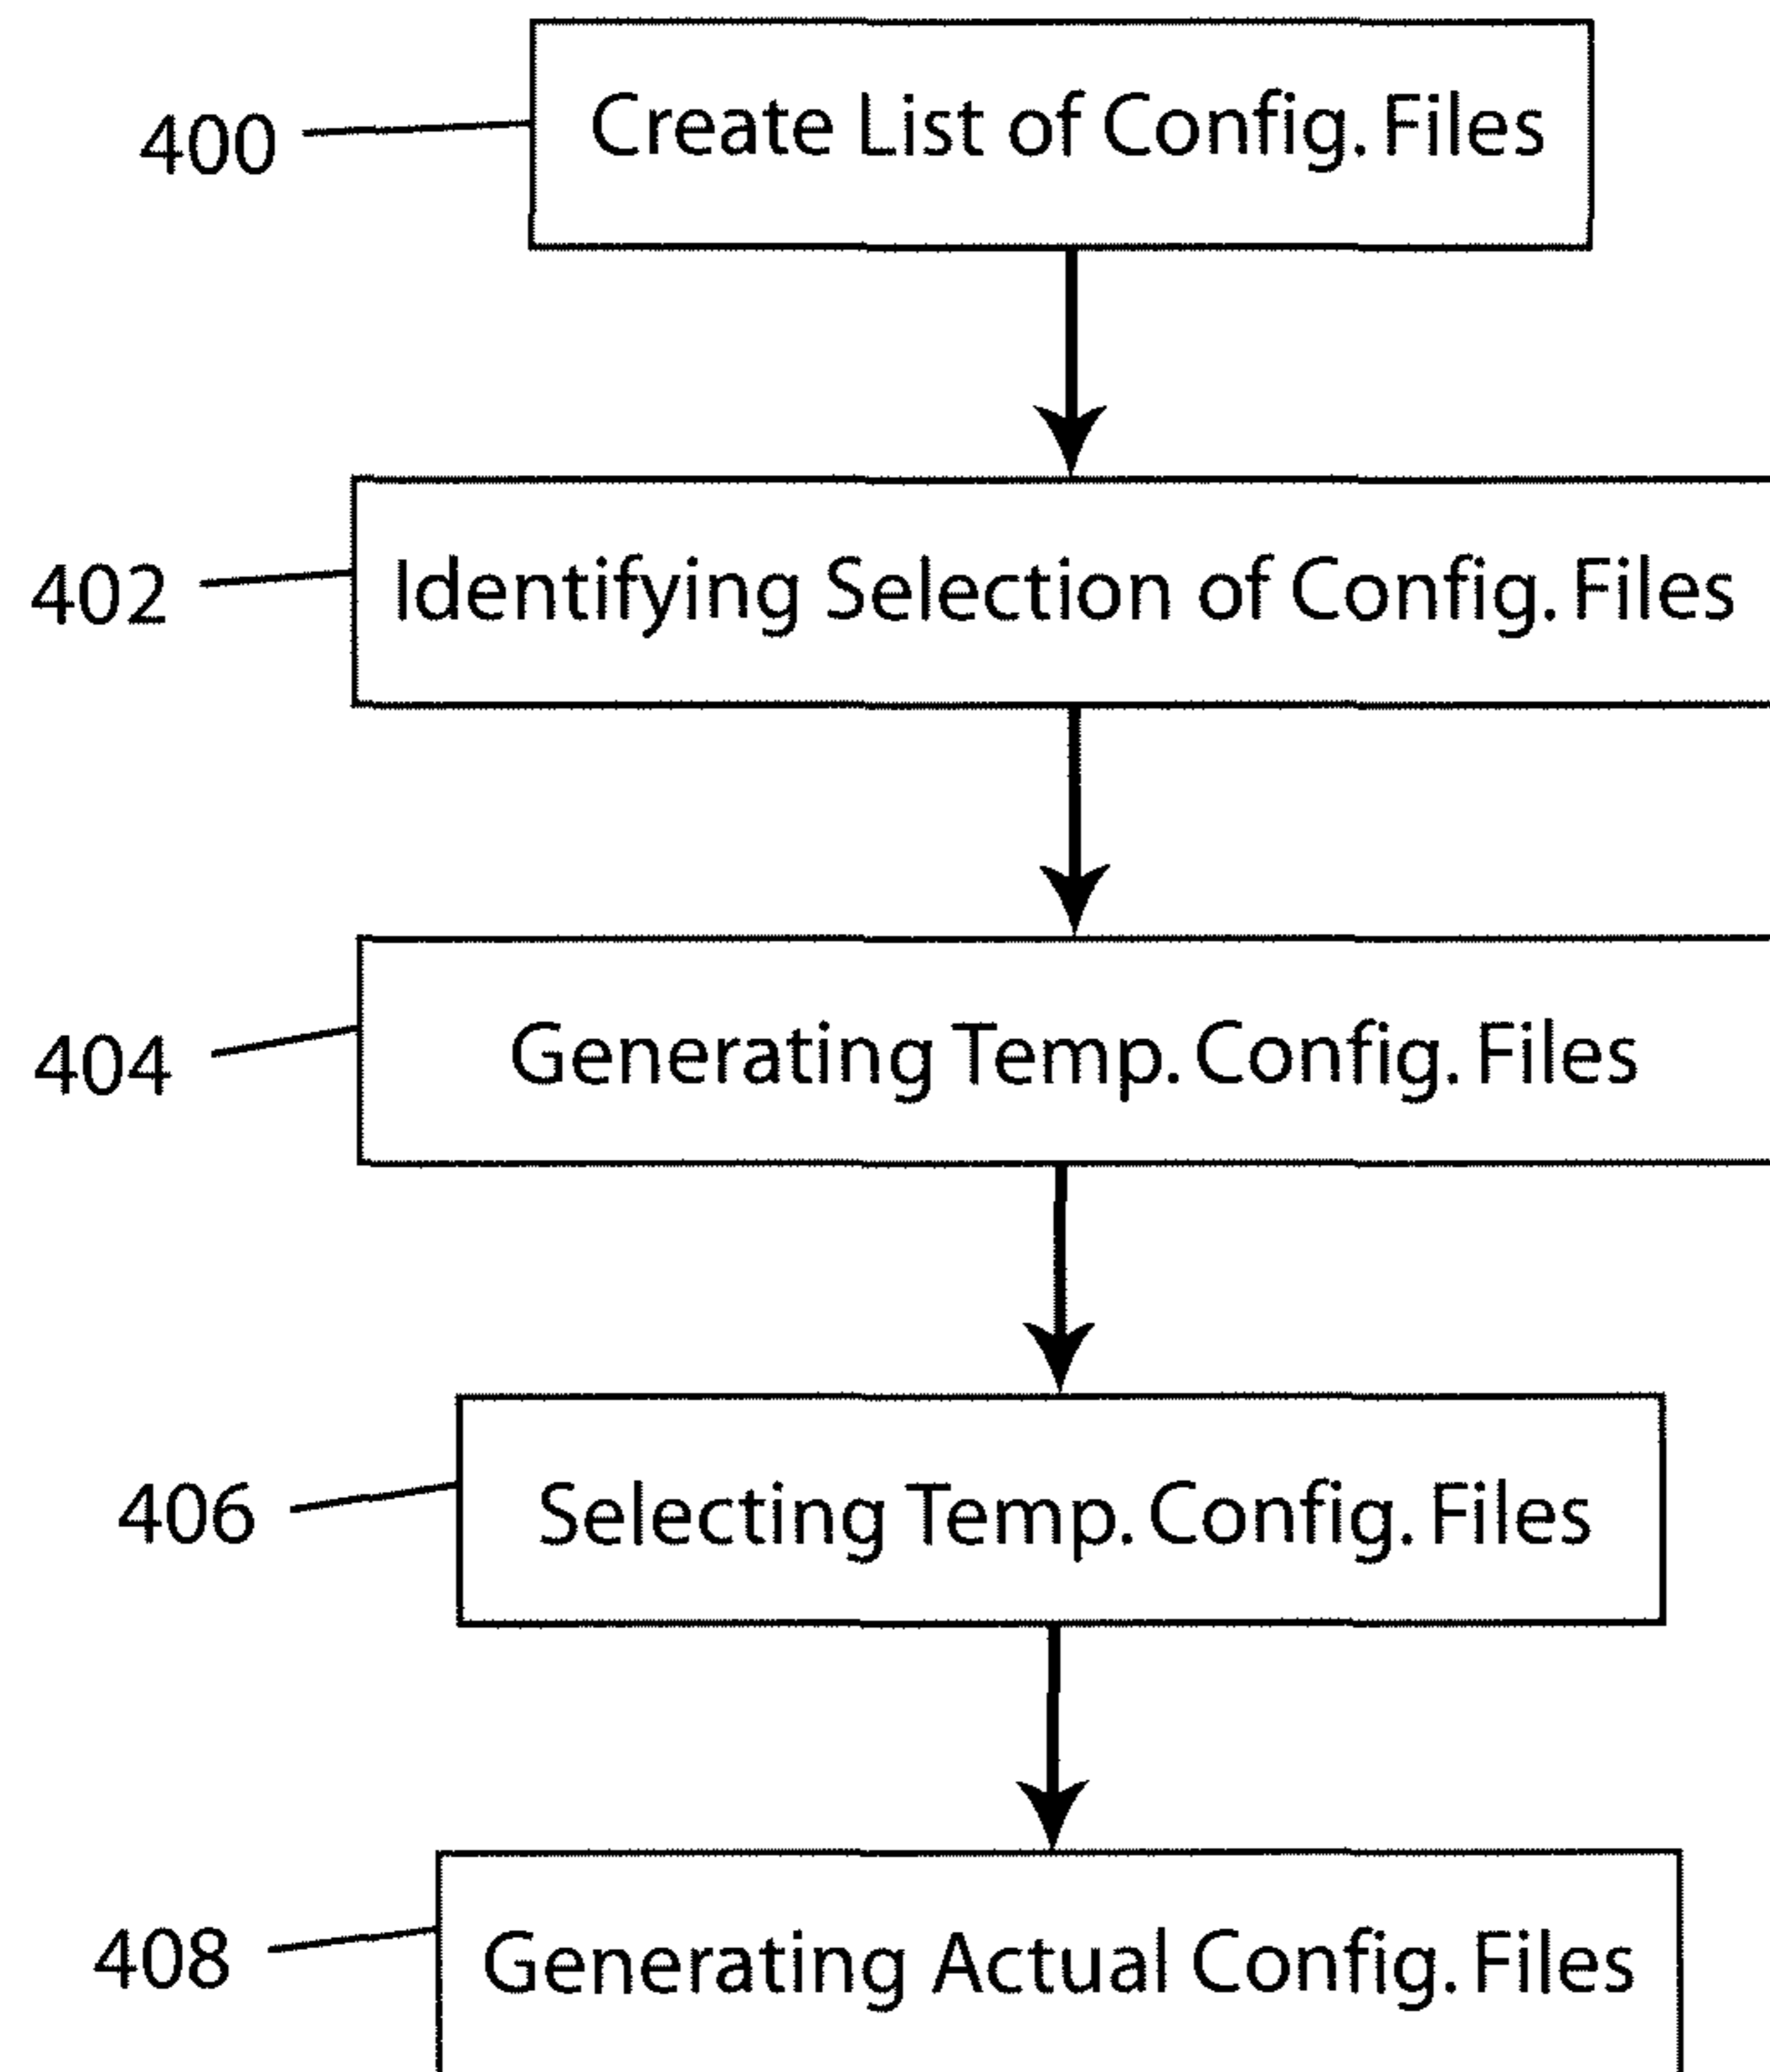 400 Create List of Config. Files
402 Identifying Selection of Config. Files
404 Generating Temp. Config. Files
406 Selecting Temp. Config. Files
408 Generating Actual Config. Files